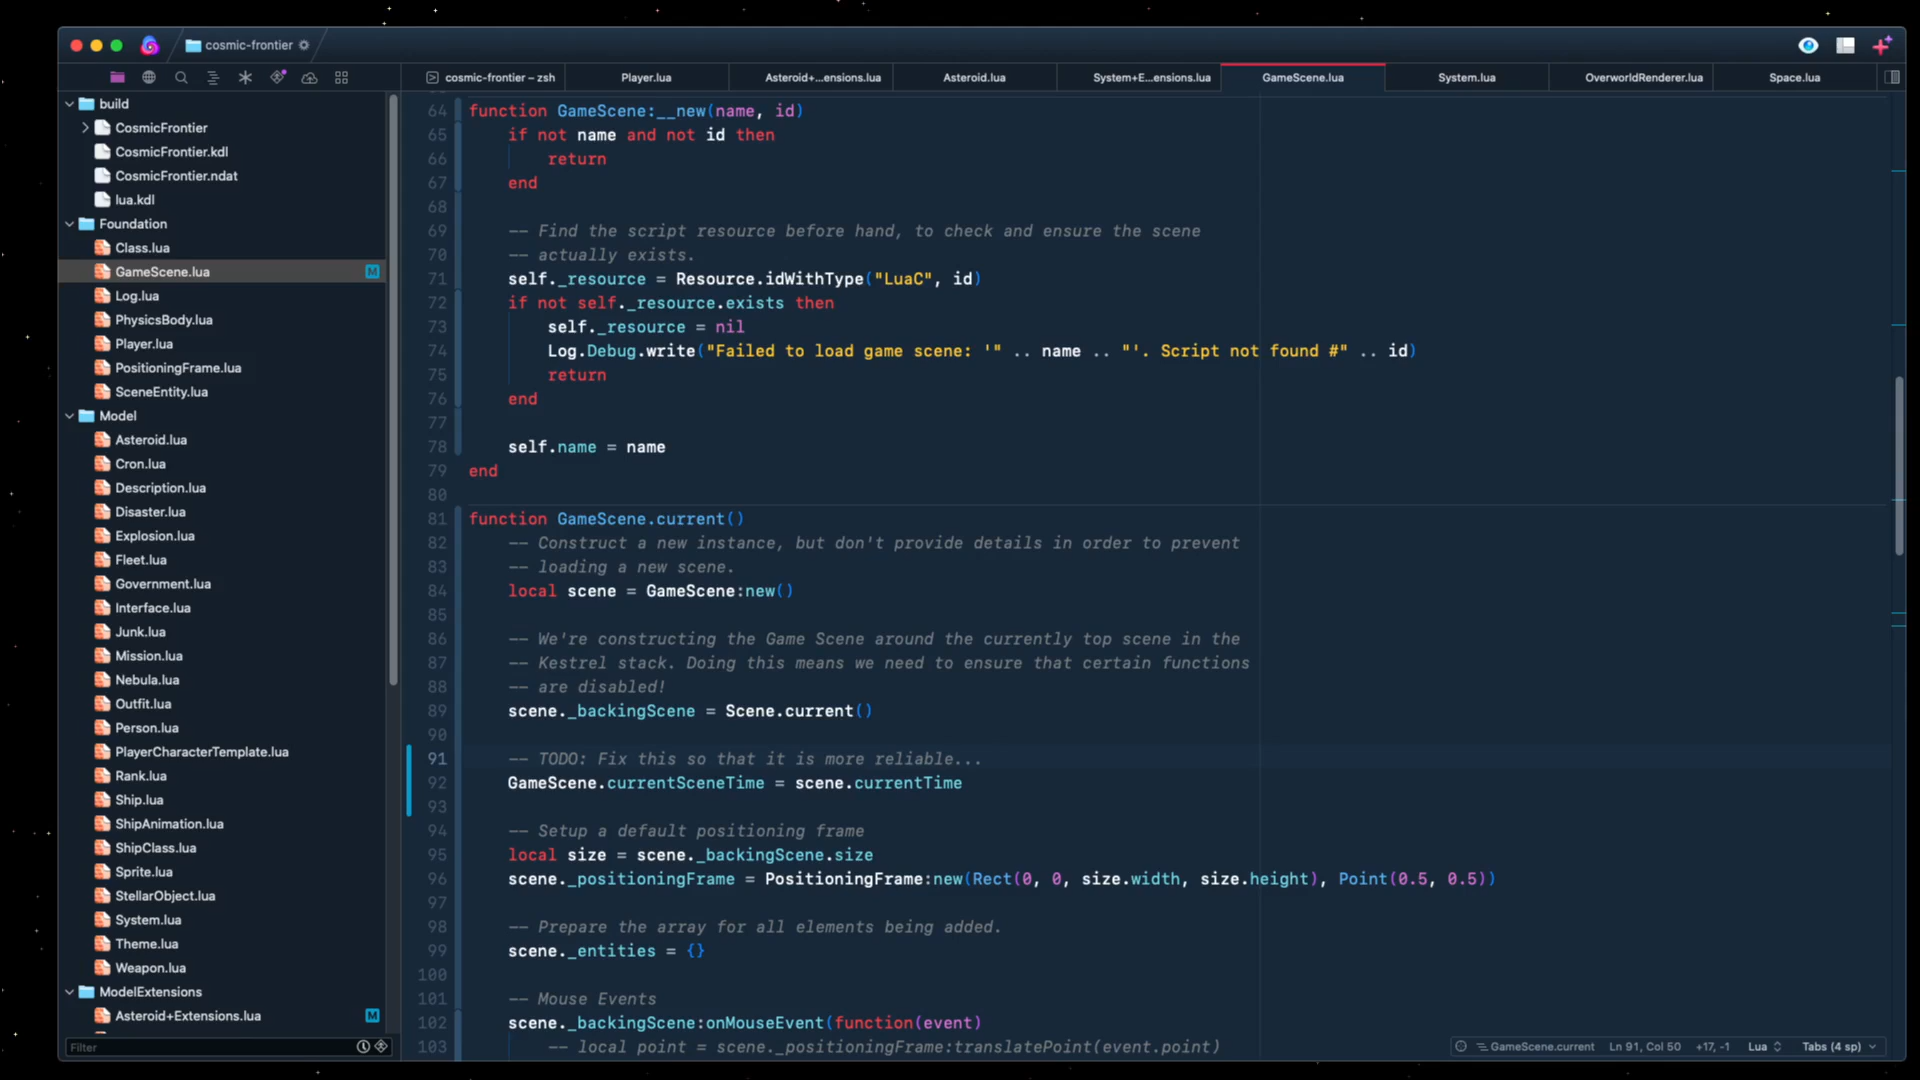 cosmic-frontier
cosmic-frontier – zsh
Player.lua
Asteroid+...ensions.lua
Asteroid.lua
System+E...ensions.lua
GameScene.lua
System.lua
OverworldRenderer.lua
Space.lua
build
CosmicFrontier
CosmicFrontier.kdl
CosmicFrontier.ndat
lua.kdl
Foundation
Class.lua
GameScene.lua M
Log.lua
PhysicsBody.lua
Player.lua
PositioningFrame.lua
SceneEntity.lua
Model
Asteroid.lua
Cron.lua
Description.lua
Disaster.lua
Explosion.lua
Fleet.lua
Government.lua
Interface.lua
Junk.lua
Mission.lua
Nebula.lua
Outfit.lua
Person.lua
PlayerCharacterTemplate.lua
Rank.lua
Ship.lua
ShipAnimation.lua
ShipClass.lua
Sprite.lua
StellarObject.lua
System.lua
Theme.lua
Weapon.lua
ModelExtensions
Asteroid+Extensions.lua M
Filter
64 function GameScene:__new(name, id)
65 if not name and not id then
66 return
67 end
68
69 -- Find the script resource before hand, to check and ensure the scene
70 -- actually exists.
71 self._resource = Resource.idWithType("LuaC", id)
72 if not self._resource.exists then
73 self._resource = nil
74 Log.Debug.write("Failed to load game scene: '" .. name .. "'. Script not found #" .. id)
75 return
76 end
77
78 self.name = name
79 end
80
81 function GameScene.current()
82 -- Construct a new instance, but don't provide details in order to prevent
83 -- loading a new scene.
84 local scene = GameScene:new()
85
86 -- We're constructing the Game Scene around the currently top scene in the
87 -- Kestrel stack. Doing this means we need to ensure that certain functions
88 -- are disabled!
89 scene._backingScene = Scene.current()
90
91 -- TODO: Fix this so that it is more reliable...
92 GameScene.currentSceneTime = scene.currentTime
93
94 -- Setup a default positioning frame
95 local size = scene._backingScene.size
96 scene._positioningFrame = PositioningFrame:new(Rect(0, 0, size.width, size.height), Point(0.5, 0.5))
97
98 -- Prepare the array for all elements being added.
99 scene._entities = {}
100
101 -- Mouse Events
102 scene._backingScene:onMouseEvent(function(event)
103 -- local point = scene._positioningFrame:translatePoint(event.point)
GameScene.current Ln 91, Col 50 +17, -1 Lua Tabs (4 sp)